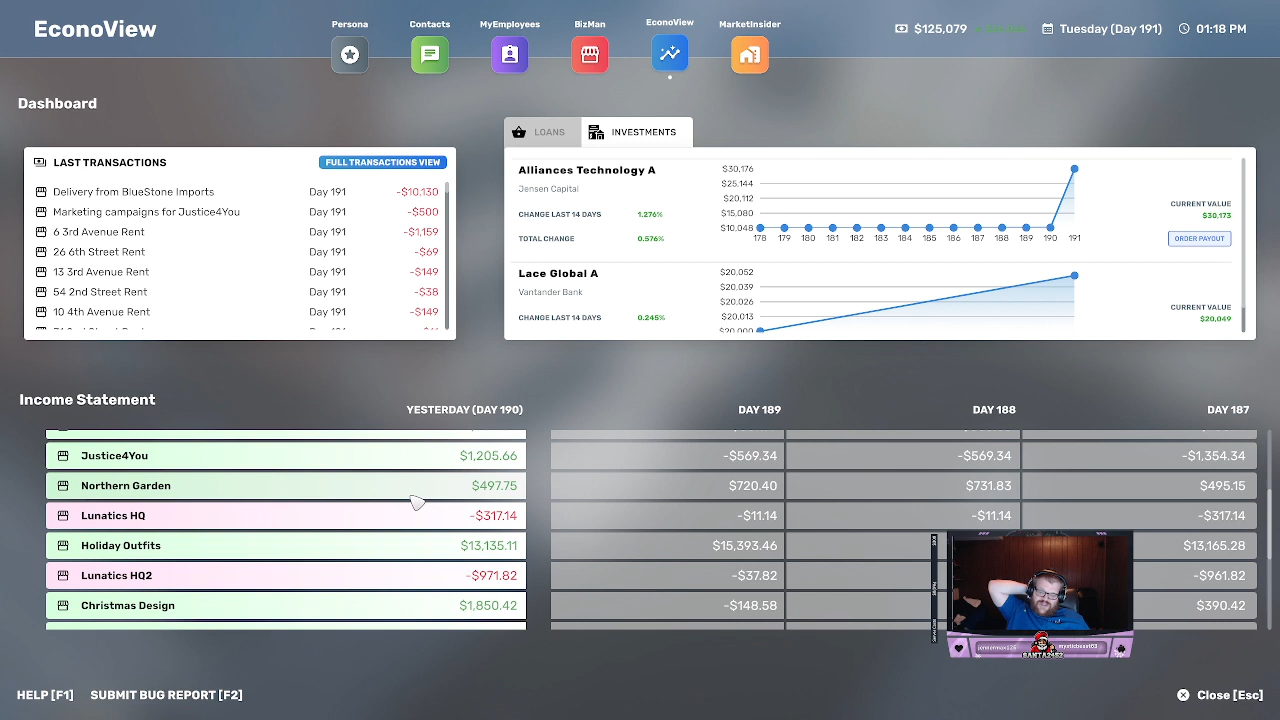 EconoView
Persona
Contacts
MyEmployees
BizMan
EconoView
MarketInsider
$125,079
Tuesday (Day 191)
01:18 PM
Dashboard
LAST TRANSACTIONS
FULL TRANSACTIONS VIEW
Delivery from BlueStone Imports Day 191 -$10,130
Marketing campaigns for Justice4You Day 191 -$500
6 3rd Avenue Rent Day 191 -$1,159
26 6th Street Rent Day 191 -$69
13 3rd Avenue Rent Day 191 -$149
54 2nd Street Rent Day 191 -$38
10 4th Avenue Rent Day 191 -$149
LOANS
INVESTMENTS
Alliances Technology A
Jensen Capital
CHANGE LAST 14 DAYS 1.276%
TOTAL CHANGE 0.576%
$30,176
$25,144
$20,112
$15,080
$10,048
178 179 180 181 182 183 184 185 186 187 188 189 190 191
CURRENT VALUE
$30,173
ORDER PAYOUT
Lace Global A
Vantander Bank
CHANGE LAST 14 DAYS 0.245%
$20,052
$20,039
$20,026
$20,013
$20,000
CURRENT VALUE
$20,049
Income Statement
YESTERDAY (DAY 190) DAY 189 DAY 188 DAY 187
Justice4You $1,205.66 -$569.34 -$569.34 -$1,354.34
Northern Garden $497.75 $720.40 $731.83 $495.15
Lunatics HQ -$317.14 -$11.14 -$11.14 -$317.14
Holiday Outfits $13,135.11 $15,393.46 $13,165.28
Lunatics HQ2 -$971.82 -$37.82 -$961.82
Christmas Design $1,850.42 -$148.58 $390.42
SANTA2452
HELP [F1] SUBMIT BUG REPORT [F2]
Close [Esc]